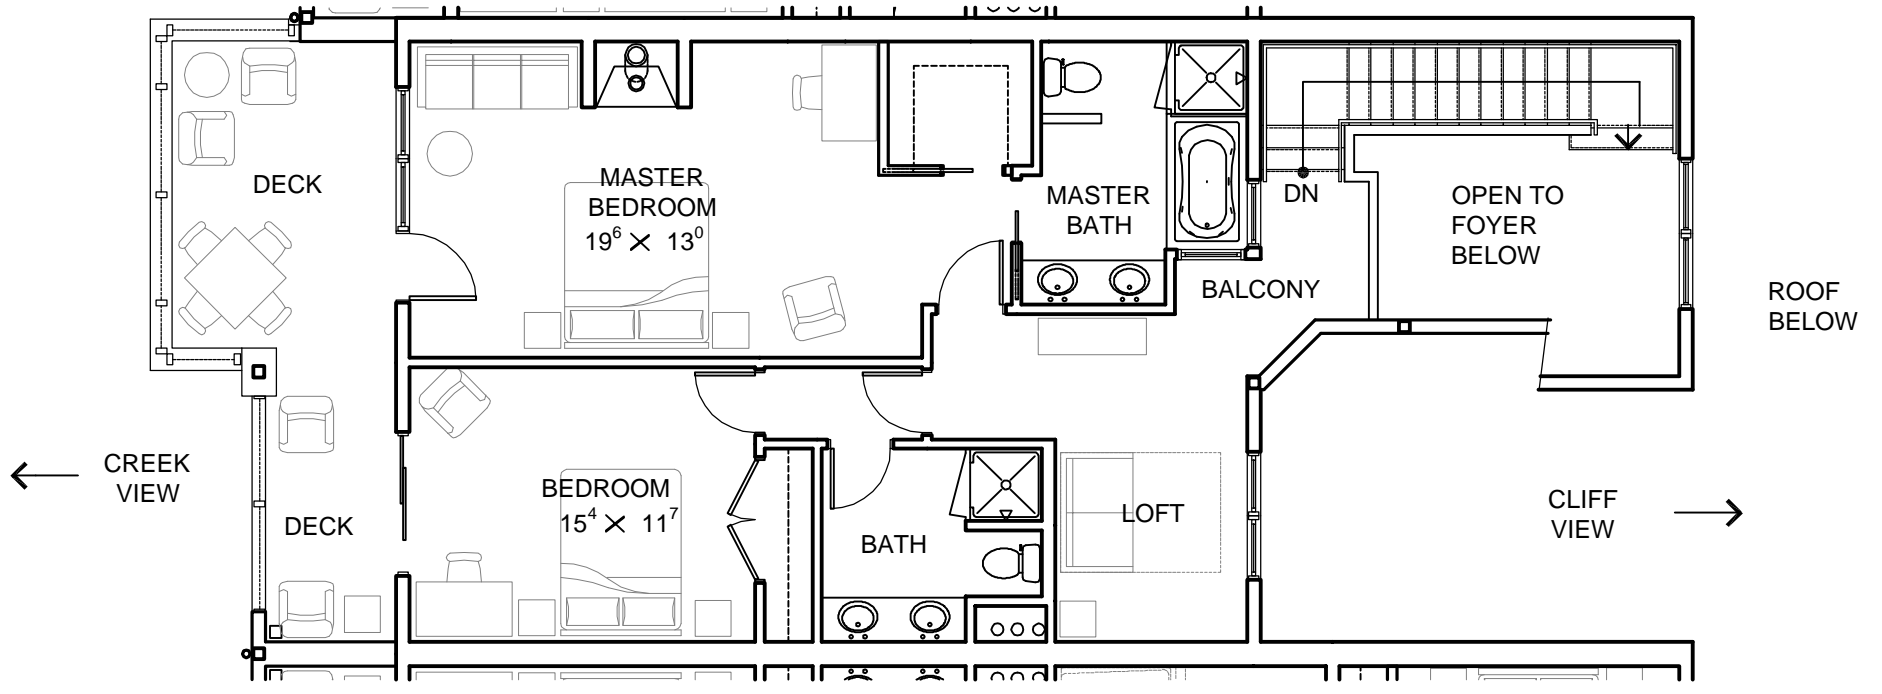 DECK
MASTER
BEDROOM
19⁶ X 13⁰
MASTER
BATH
DN
OPEN TO
FOYER
BELOW
BALCONY
ROOF
BELOW
CREEK
VIEW
DECK
BEDROOM
15⁴ X 11⁷
BATH
LOFT
CLIFF
VIEW